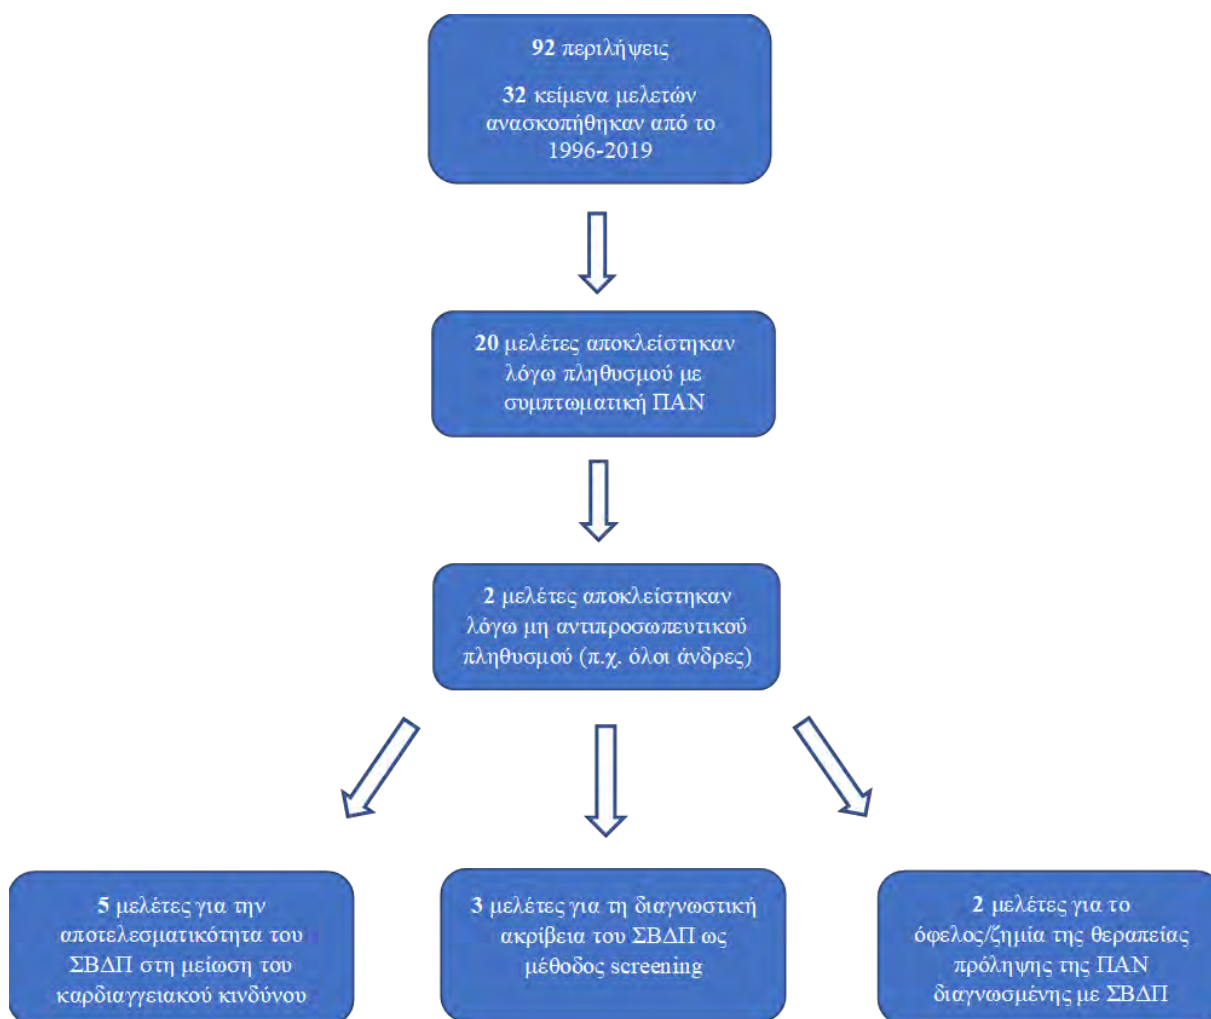 92 περιλήψεις
32 κείμενα μελετών
ανασκοπήθηκαν από το
1996-2019
20 μελέτες αποκλείστηκαν
λόγω πληθυσμού με
συμπτωματική ΠΑΝ
2 μελέτες αποκλείστηκαν
λόγω μη αντιπροσωπευτικού
πληθυσμού (π.χ. όλοι άνδρες)
5 μελέτες για την
αποτελεσματικότητα του
ΣΒΔΠ στη μείωση του
καρδιαγγειακού κινδύνου
3 μελέτες για τη διαγνωστική
ακρίβεια του ΣΒΔΠ ως
μέθοδος screening
2 μελέτες για το
όφελος/ζημία της θεραπείας
πρόληψης της ΠΑΝ
διαγνωσμένης με ΣΒΔΠ